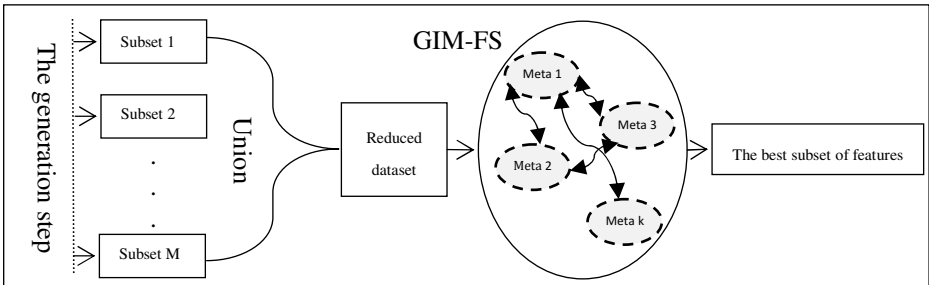 The generation step
Subset 1
Subset 2
.
.
.
Subset M
Union
Reduced
dataset
GIM-FS
Meta 1
Meta 3
Meta 2
Meta k
The best subset of features